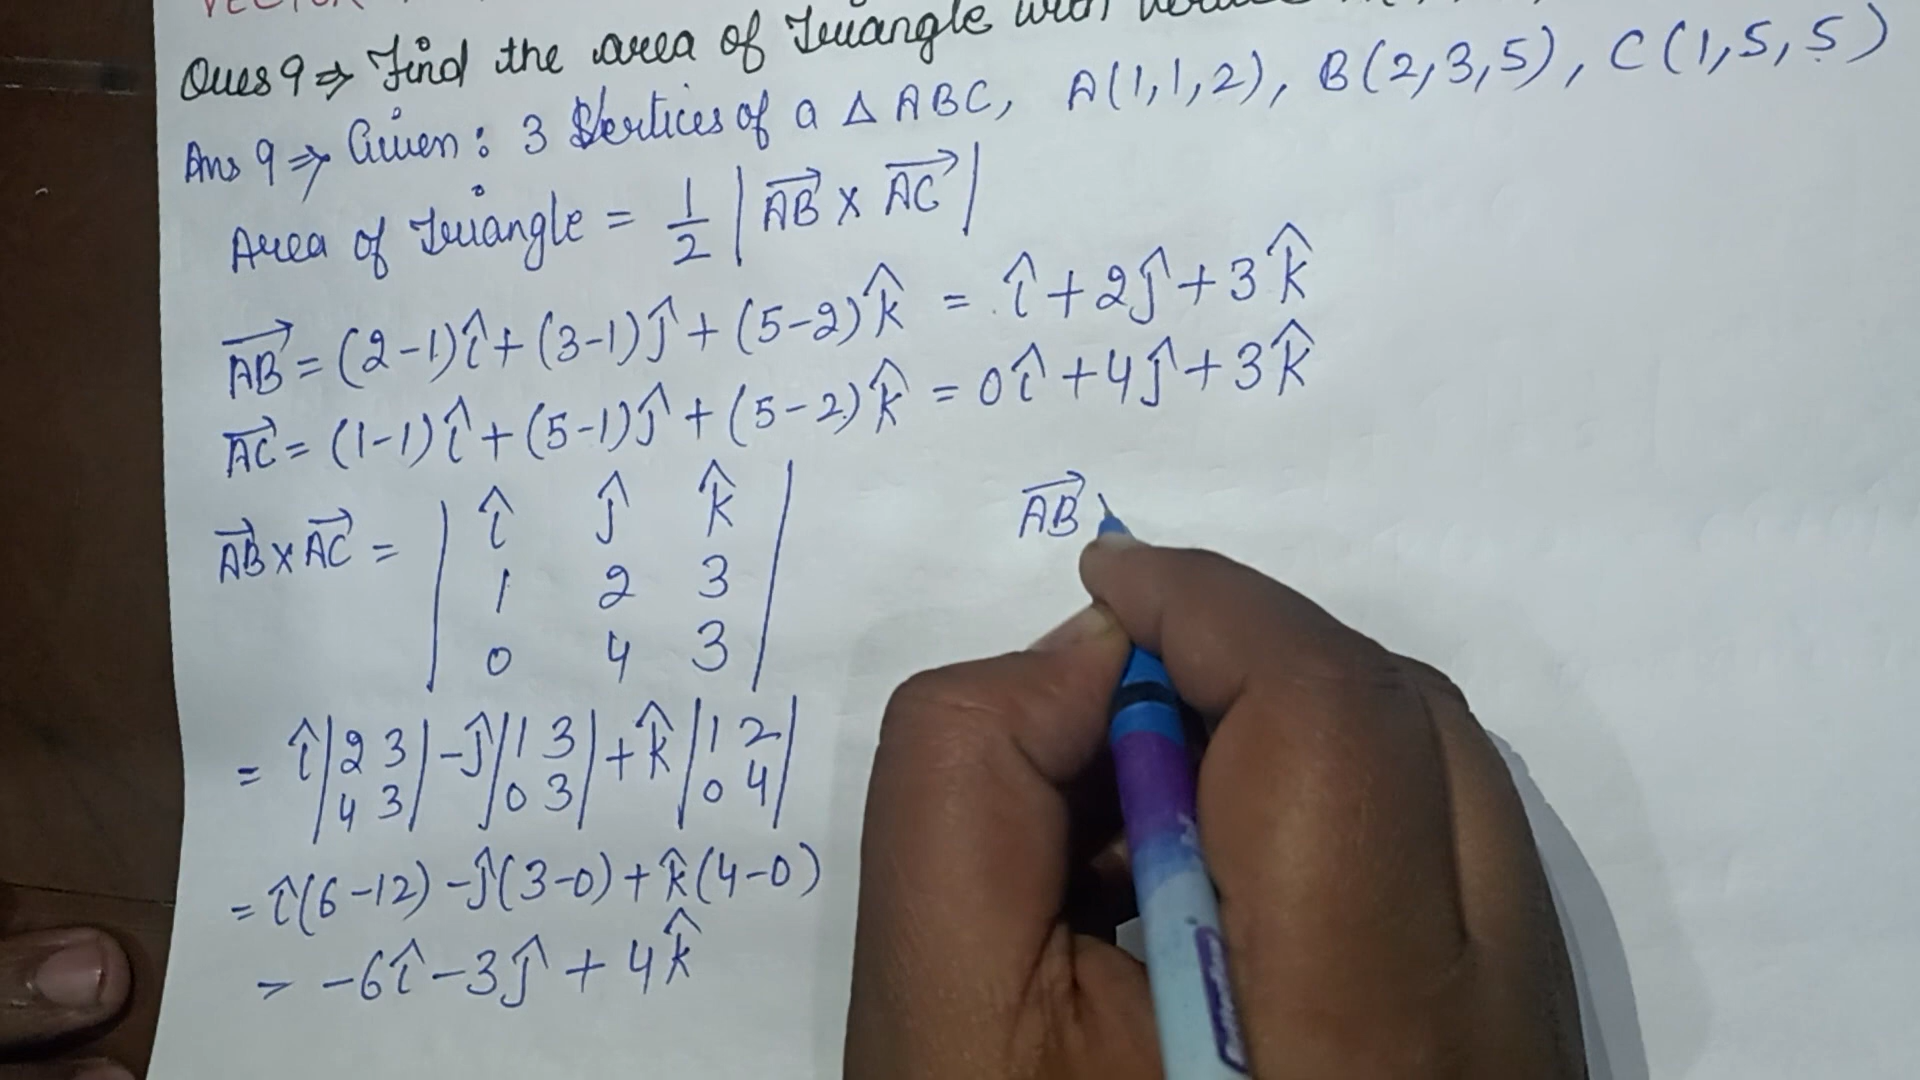 VECTOR
Ques 9 ⇒ Find the area of Triangle with
Ans 9 ⇒ Given : 3 Vertices of a △ ABC, A(1,1,2), B(2,3,5), C(1,5,5)
Area of Triangle = 1/2 |AB⃗ × AC⃗|
AB⃗ = (2-1)î + (3-1)ĵ + (5-2)k̂ = î + 2ĵ + 3k̂
AC⃗ = (1-1)î + (5-1)ĵ + (5-2)k̂ = 0î + 4ĵ + 3k̂
AB⃗ × AC⃗ = | î ĵ k̂ |
1 2 3
0 4 3
AB⃗
= î |2 3| - ĵ |1 3| + k̂ |1 2|
|4 3| |0 3| |0 4|
= î(6-12) - ĵ(3-0) + k̂(4-0)
= -6î - 3ĵ + 4k̂